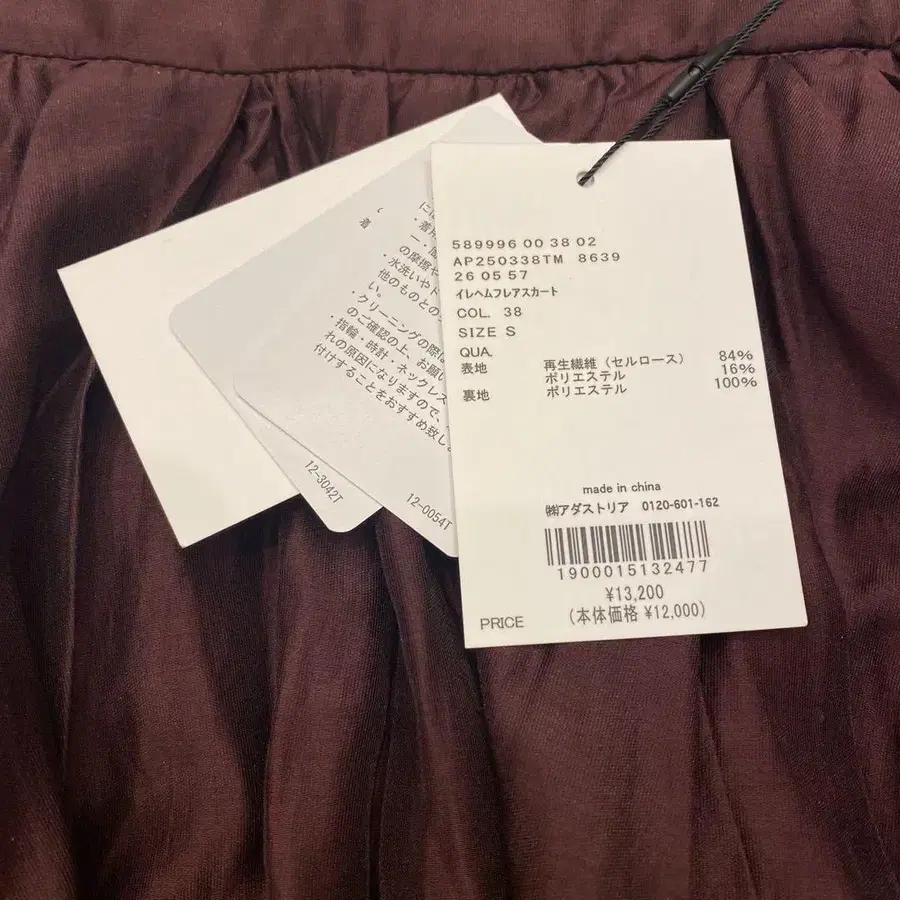 589996 00 38 02
AP250338TM 8639
26 05 57
イレヘムフレアスカート
COL. 38
SIZE S
QUA.
表地 再生繊維（セルロース） 84%
ポリエステル 16%
裏地 ポリエステル 100%
made in china
㈱アダストリア 0120-601-162
1900015132477
¥13,200
PRICE (本体価格 ¥12,000)
の摩擦や
・水洗いやド
他のものとの
い。
・クリーニングの際は
のご確認の上、お願い
・指輪・時計・ネックレス
れの原因になりますので、
付けすることをおすすめ致し
12-0054T
12-3042T
着